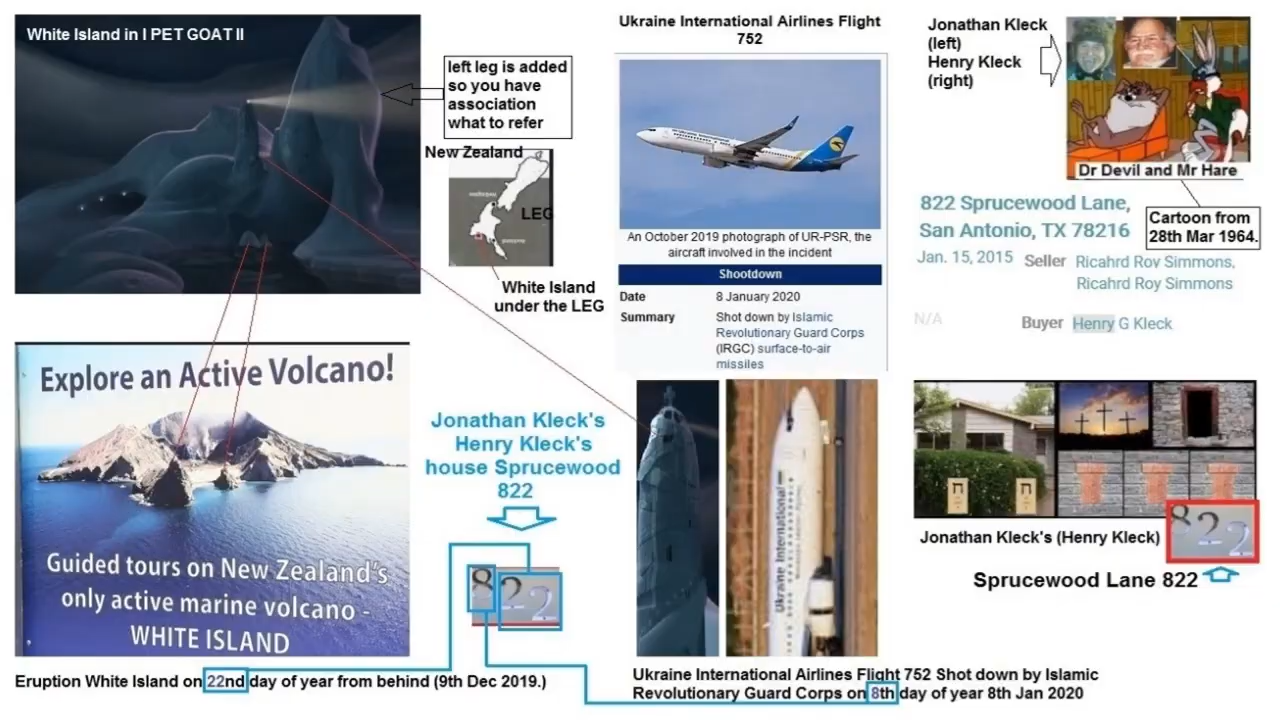 White Island in I PET GOAT II
left leg is added
so you have
association
what to refer
New Zealand
LEG
White Island
under the LEG
Ukraine International Airlines Flight
752
An October 2019 photograph of UR-PSR, the
aircraft involved in the incident
Shootdown
Date 8 January 2020
Summary Shot down by Islamic
Revolutionary Guard Corps
(IRGC) surface-to-air
missiles
Jonathan Kleck
(left)
Henry Kleck
(right)
Dr Devil and Mr Hare
Cartoon from
28th Mar 1964.
822 Sprucewood Lane,
San Antonio, TX 78216
Jan. 15, 2015 Seller Ricahrd Rov Simmons,
Ricahrd Roy Simmons
N/A Buyer Henry G Kleck
Explore an Active Volcano!
Guided tours on New Zealand's
only active marine volcano -
WHITE ISLAND
Jonathan Kleck's
Henry Kleck's
house Sprucewood
822
822
Ukraine International
Jonathan Kleck's (Henry Kleck)
822
Sprucewood Lane 822
Eruption White Island on 22nd day of year from behind (9th Dec 2019.)
Ukraine International Airlines Flight 752 Shot down by Islamic
Revolutionary Guard Corps on 8th day of year 8th Jan 2020